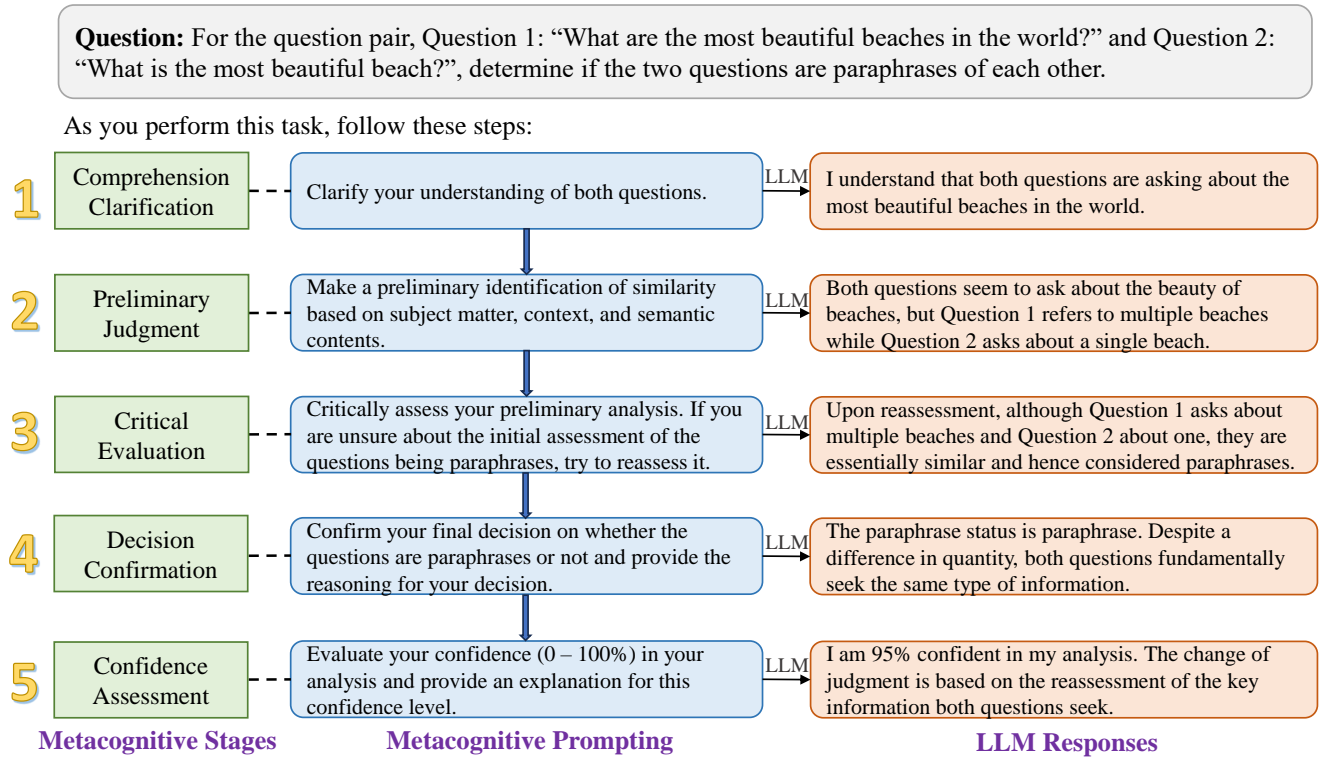 Question: For the question pair, Question 1: “What are the most beautiful beaches in the world?” and Question 2:
“What is the most beautiful beach?”, determine if the two questions are paraphrases of each other.
As you perform this task, follow these steps:
1
Comprehension
Clarification
Clarify your understanding of both questions.
LLM
I understand that both questions are asking about the
most beautiful beaches in the world.
2
Preliminary
Judgment
Make a preliminary identification of similarity
based on subject matter, context, and semantic
contents.
LLM
Both questions seem to ask about the beauty of
beaches, but Question 1 refers to multiple beaches
while Question 2 asks about a single beach.
3
Critical
Evaluation
Critically assess your preliminary analysis. If you
are unsure about the initial assessment of the
questions being paraphrases, try to reassess it.
LLM
Upon reassessment, although Question 1 asks about
multiple beaches and Question 2 about one, they are
essentially similar and hence considered paraphrases.
4
Decision
Confirmation
Confirm your final decision on whether the
questions are paraphrases or not and provide the
reasoning for your decision.
LLM
The paraphrase status is paraphrase. Despite a
difference in quantity, both questions fundamentally
seek the same type of information.
5
Confidence
Assessment
Evaluate your confidence (0 – 100%) in your
analysis and provide an explanation for this
confidence level.
LLM
I am 95% confident in my analysis. The change of
judgment is based on the reassessment of the key
information both questions seek.
Metacognitive Stages
Metacognitive Prompting
LLM Responses